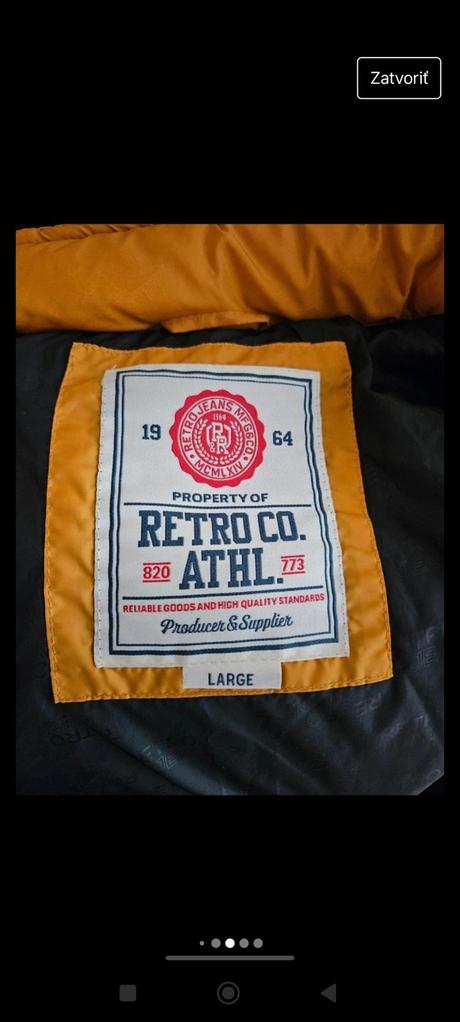 Zatvoriť
RETRO JEANS MFG&CO.
1964
MCMLXIV
19 64
PROPERTY OF
RETRO CO.
820 ATHL. 773
RELIABLE GOODS AND HIGH QUALITY STANDARDS
Producer & Supplier
LARGE
RETRO